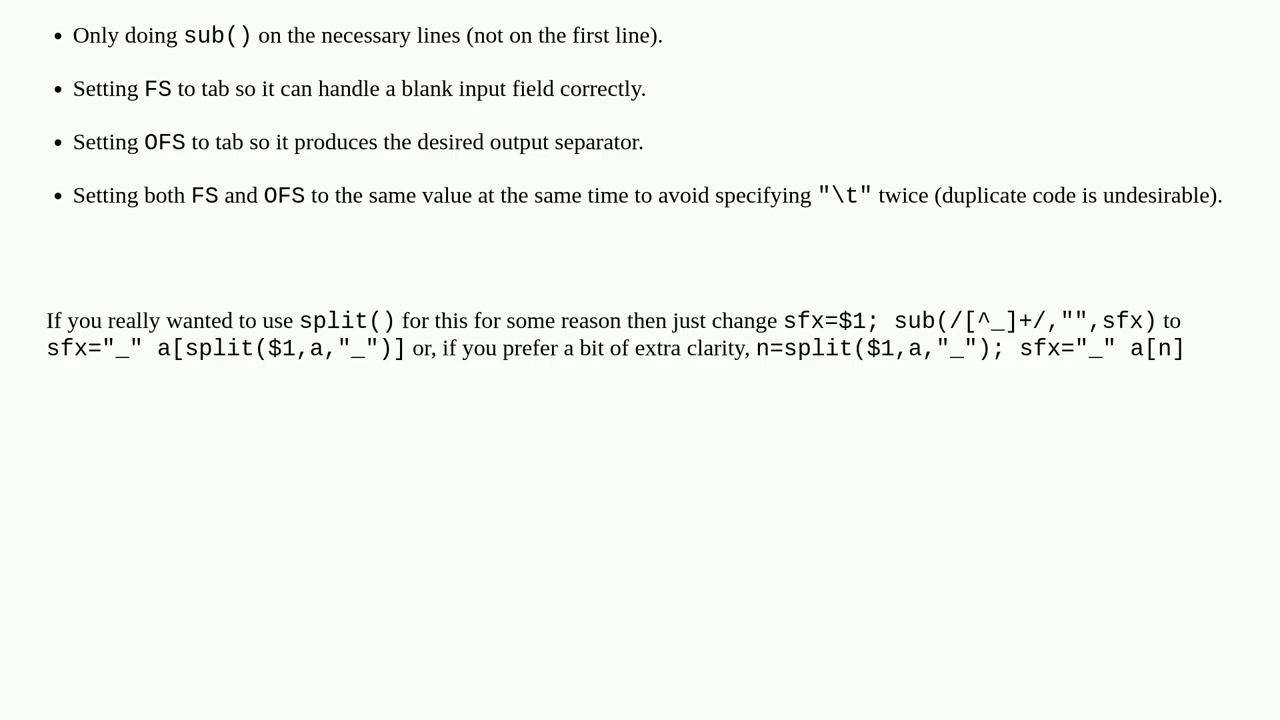 • Only doing sub() on the necessary lines (not on the first line).
• Setting FS to tab so it can handle a blank input field correctly.
• Setting OFS to tab so it produces the desired output separator.
• Setting both FS and OFS to the same value at the same time to avoid specifying "\t" twice (duplicate code is undesirable).
If you really wanted to use split() for this for some reason then just change sfx=$1; sub(/[^_]+/,"",sfx) to
sfx="_" a[split($1,a,"_")] or, if you prefer a bit of extra clarity, n=split($1,a,"_"); sfx="_" a[n]